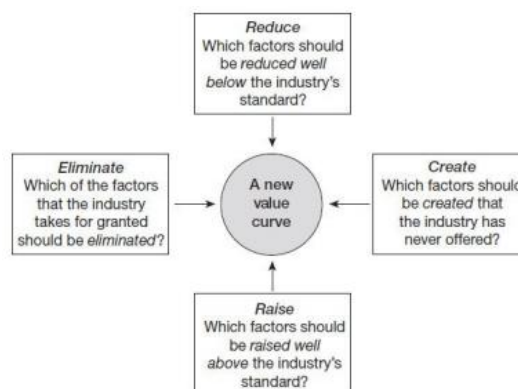 Reduce
Which factors should
be reduced well
below the industry's
standard?
Eliminate
Which of the factors
that the industry
takes for granted
should be eliminated?
A new
value
curve
Create
Which factors should
be created that
the industry has
never offered?
Raise
Which factors should
be raised well
above the industry's
standard?